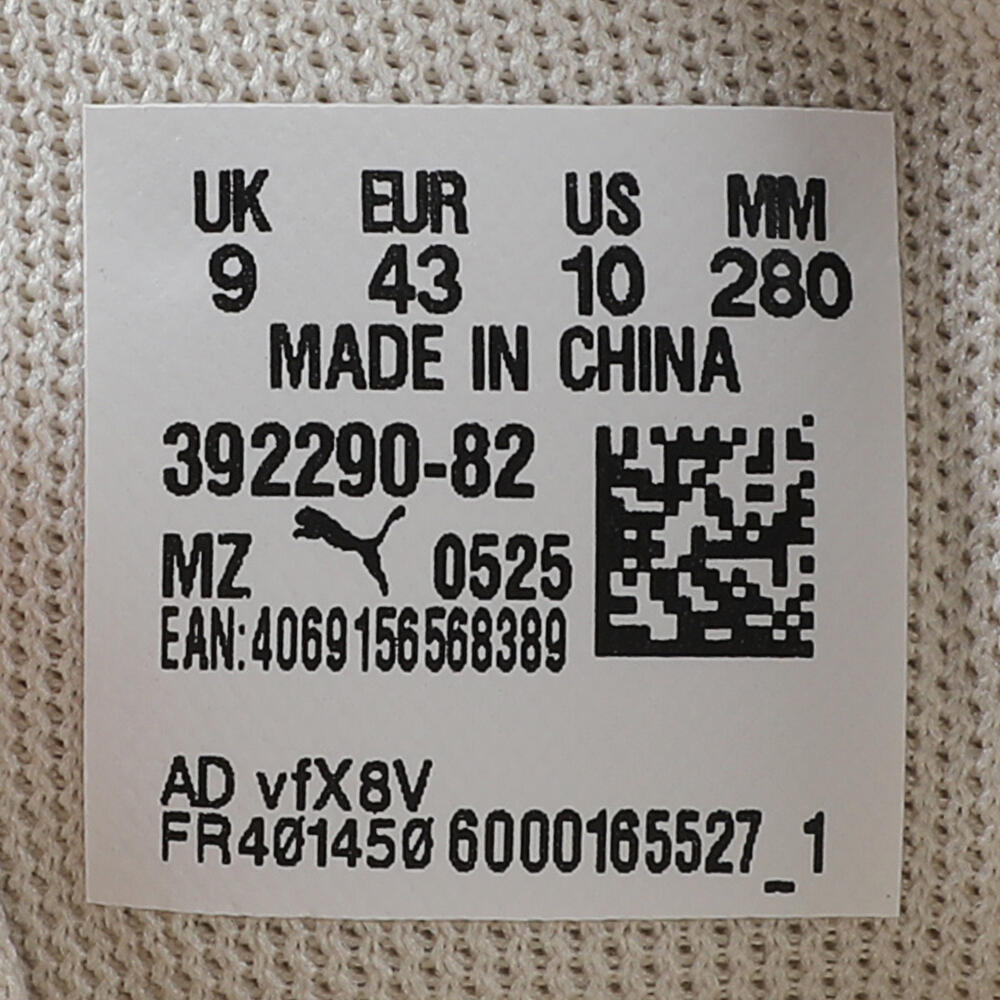 UK EUR US MM
9 43 10 280
MADE IN CHINA
392290-82
MZ 0525
EAN:4069156568389
AD vfX8V
FR401450 6000165527_1